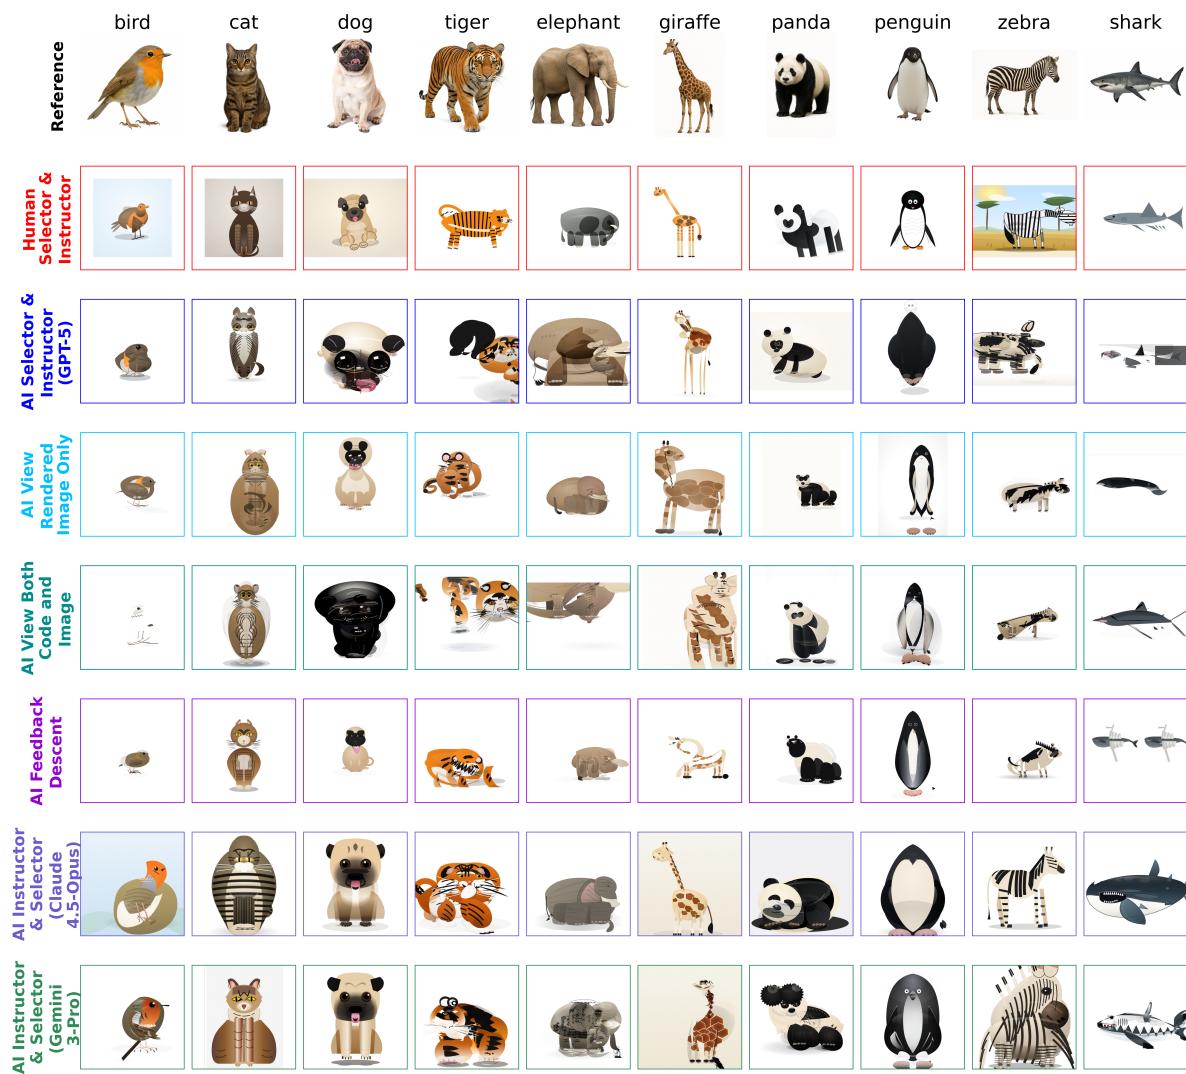 bird cat dog tiger elephant giraffe panda penguin zebra shark
Reference
Human
Selector &
Instructor
AI Selector &
Instructor
(GPT-5)
AI View
Rendered
Image Only
AI View Both
Code and
Image
AI Feedback
Descent
AI Instructor
& Selector
(Claude
4.5-Opus)
AI Instructor
& Selector
(Gemini
3-Pro)